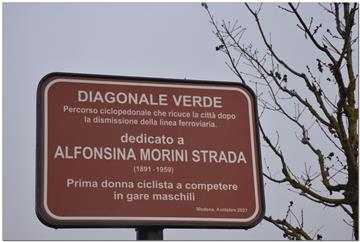 DIAGONALE VERDE
Percorso ciclopedonale che ricuce la città dopo
la dismissione della linea ferroviaria.
dedicato a
ALFONSINA MORINI STRADA
(1891 - 1959)
Prima donna ciclista a competere
in gare maschili
Modena, 4 ottobre 2021